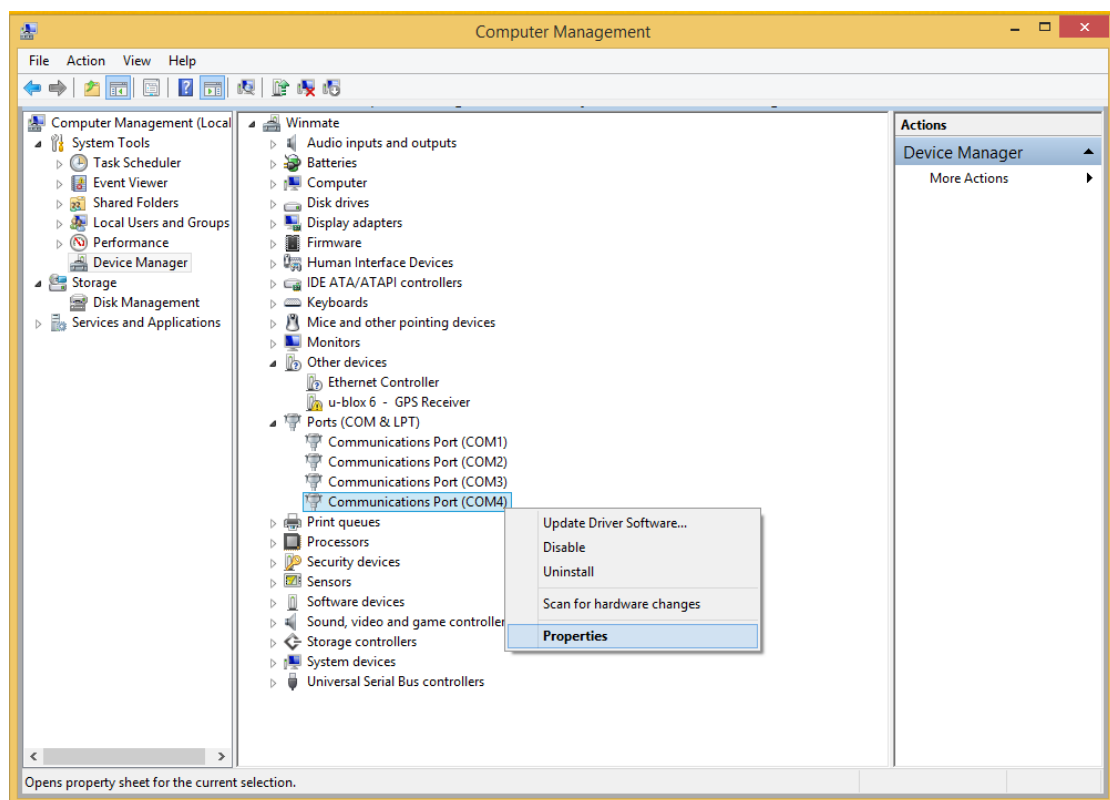 Computer Management
File Action View Help
Computer Management (Local
System Tools
Task Scheduler
Event Viewer
Shared Folders
Local Users and Groups
Performance
Device Manager
Storage
Disk Management
Services and Applications
Winmate
Audio inputs and outputs
Batteries
Computer
Disk drives
Display adapters
Firmware
Human Interface Devices
IDE ATA/ATAPI controllers
Keyboards
Mice and other pointing devices
Monitors
Other devices
Ethernet Controller
u-blox 6 - GPS Receiver
Ports (COM & LPT)
Communications Port (COM1)
Communications Port (COM2)
Communications Port (COM3)
Communications Port (COM4)
Print queues
Processors
Security devices
Sensors
Software devices
Sound, video and game controller
Storage controllers
System devices
Universal Serial Bus controllers
Update Driver Software...
Disable
Uninstall
Scan for hardware changes
Properties
Actions
Device Manager
More Actions
Opens property sheet for the current selection.